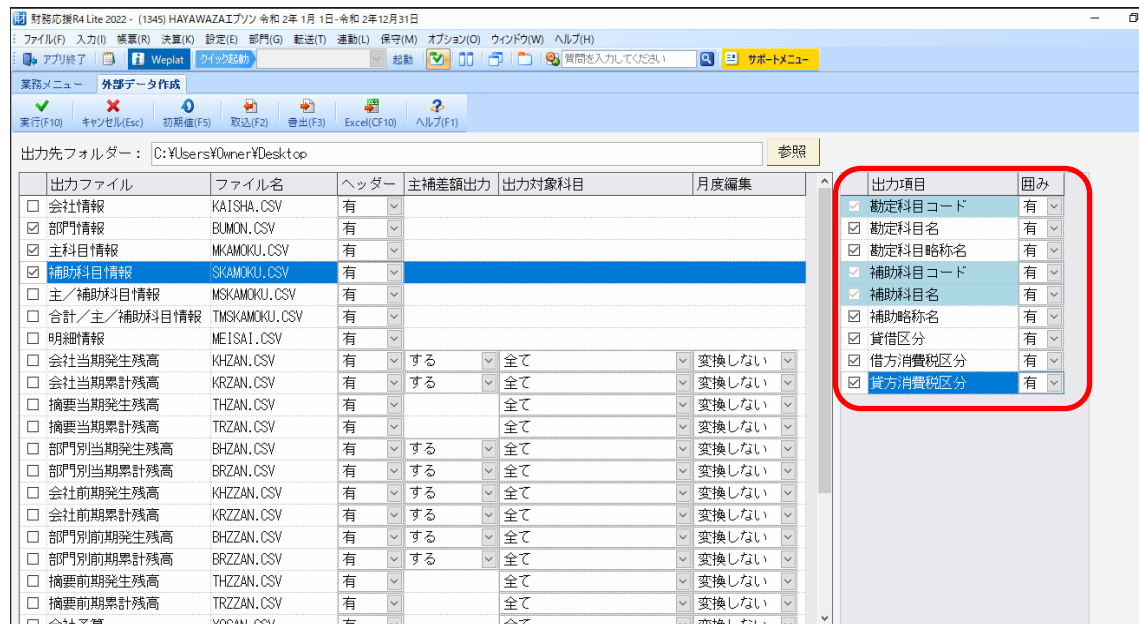 財務応援R4 Lite 2022 - (1345) HAYAWAZAエプソン 令和 2年 1月 1日-令和 2年12月31日
ファイル(F) 入力(I) 帳票(R) 決算(K) 設定(E) 部門(G) 転送(T) 連動(L) 保守(M) オプション(O) ウィンドウ(W) ヘルプ(H)
アプリ終了 Weplat クイック起動 起動 質問を入力してください サポートメニュー
業務メニュー 外部データ作成
実行(F10) キャンセル(Esc) 初期値(F5) 取込(F2) 書出(F3) Excel(CF10) ヘルプ(F1)
出力先フォルダー： C:¥Users¥Owner¥Desktop 参照
出力ファイル ファイル名 ヘッダー 主補差額出力 出力対象科目 月度編集 出力項目 囲み
会社情報 KAISHA.CSV 有 勘定科目コード 有
部門情報 BUMON.CSV 有 勘定科目名 有
主科目情報 MKAMOKU.CSV 有 勘定科目略称名 有
補助科目情報 SKAMOKU.CSV 有 補助科目コード 有
主／補助科目情報 MSKAMOKU.CSV 有 補助科目名 有
合計／主／補助科目情報 TMSKAMOKU.CSV 有 補助略称名 有
明細情報 MEISAI.CSV 有 貸借区分 有
会社当期発生残高 KHZAN.CSV 有 する 全て 変換しない 借方消費税区分 有
会社当期累計残高 KRZAN.CSV 有 する 全て 変換しない 貸方消費税区分 有
摘要当期発生残高 THZAN.CSV 有 全て 変換しない
摘要当期累計残高 TRZAN.CSV 有 全て 変換しない
部門別当期発生残高 BHZAN.CSV 有 する 全て 変換しない
部門別当期累計残高 BRZAN.CSV 有 する 全て 変換しない
会社前期発生残高 KHZZAN.CSV 有 する 全て 変換しない
会社前期累計残高 KRZZAN.CSV 有 する 全て 変換しない
部門別前期発生残高 BHZZAN.CSV 有 する 全て 変換しない
部門別前期累計残高 BRZZAN.CSV 有 する 全て 変換しない
摘要前期発生残高 THZZAN.CSV 有 全て 変換しない
摘要前期累計残高 TRZZAN.CSV 有 全て 変換しない
会社予算 YOSAN.CSV 有 全て 変換しない